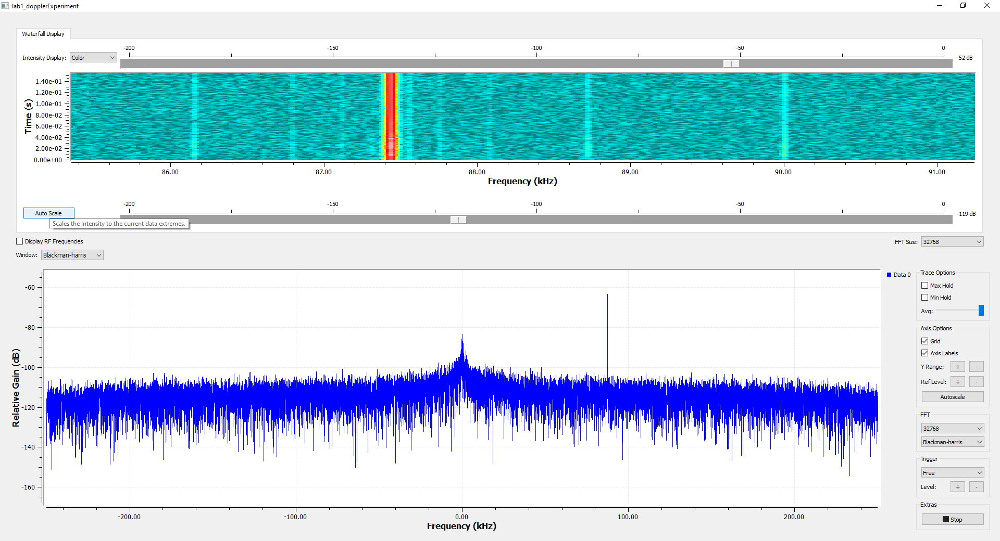 lab1_dopplerExperiment
Waterfall Display
-200 -150 -100 -50 0
Intensity Display: Color -52 dB
1.40e-01
1.20e-01
1.00e-01
8.00e-02
6.00e-02
4.00e-02
2.00e-02
0.00e+00
Time (s)
86.00 87.00 88.00 89.00 90.00 91.00
Frequency (kHz)
-200 -150 -100 -50 0
Auto Scale -119 dB
Scales the Intensity to the current data extremes.
Display RF Frequencies FFT Size: 32768
Window: Blackman-harris
-60
-80
-100
-120
-140
-160
Relative Gain (dB)
-200.00 -100.00 0.00 100.00 200.00
Frequency (kHz)
Data 0
Trace Options
Max Hold
Min Hold
Avg:
Axis Options
Grid
Axis Labels
Y Range: + -
Ref Level: + -
Autoscale
FFT
32768
Blackman-harris
Trigger
Free
Level: + -
Extras
Stop